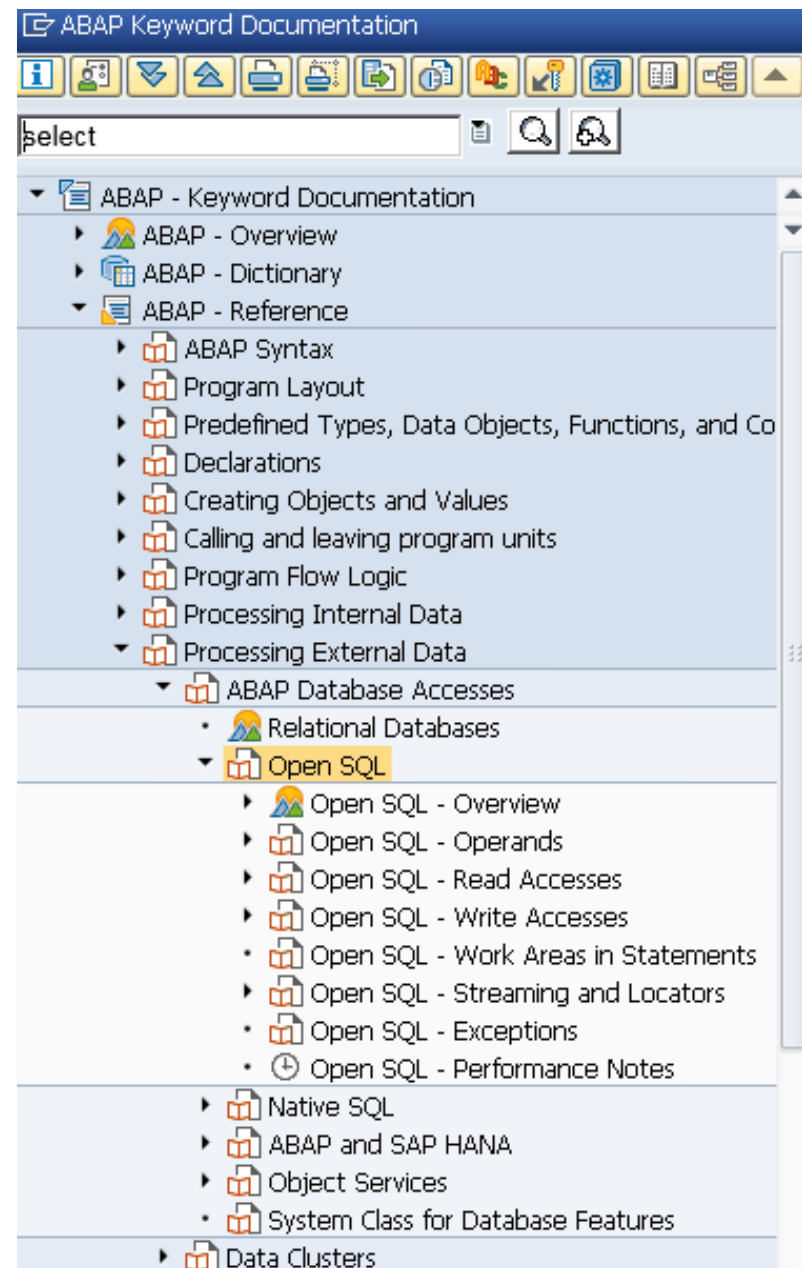 ABAP Keyword Documentation
select
ABAP - Keyword Documentation
ABAP - Overview
ABAP - Dictionary
ABAP - Reference
ABAP Syntax
Program Layout
Predefined Types, Data Objects, Functions, and Co
Declarations
Creating Objects and Values
Calling and leaving program units
Program Flow Logic
Processing Internal Data
Processing External Data
ABAP Database Accesses
Relational Databases
Open SQL
Open SQL - Overview
Open SQL - Operands
Open SQL - Read Accesses
Open SQL - Write Accesses
Open SQL - Work Areas in Statements
Open SQL - Streaming and Locators
Open SQL - Exceptions
Open SQL - Performance Notes
Native SQL
ABAP and SAP HANA
Object Services
System Class for Database Features
Data Clusters